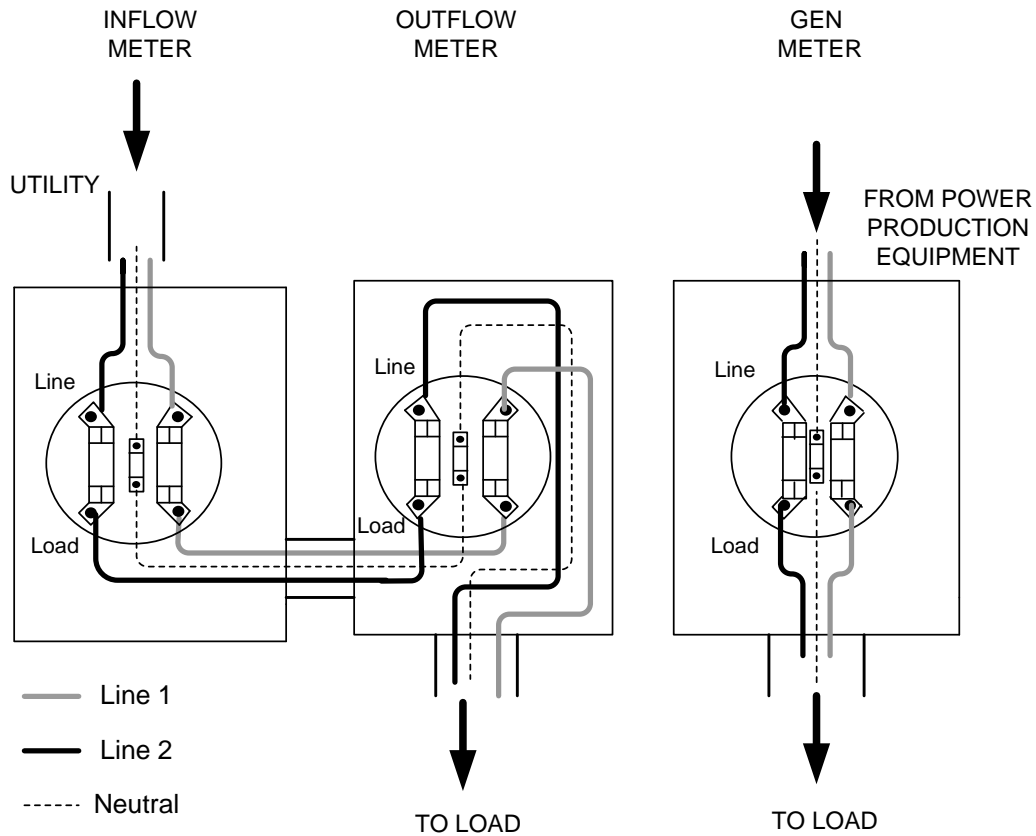 INFLOW
METER
OUTFLOW
METER
GEN
METER
UTILITY
FROM POWER
PRODUCTION
EQUIPMENT
Line
Load
Line
Load
Line
Load
Line 1
Line 2
Neutral
TO LOAD
TO LOAD